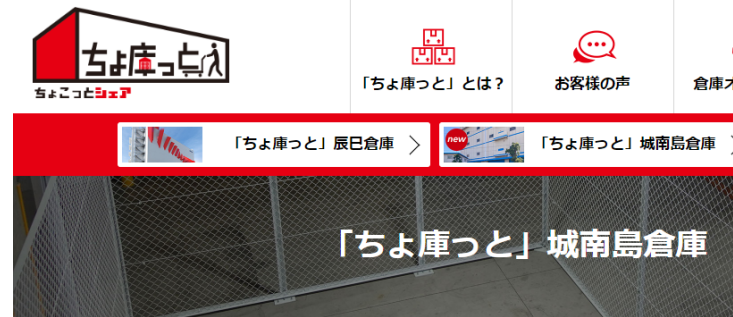 ちょ庫っと
ちょこっとシェア
「ちょ庫っと」とは？
お客様の声
倉庫オ
「ちょ庫っと」辰巳倉庫
new
「ちょ庫っと」城南島倉庫
「ちょ庫っと」城南島倉庫